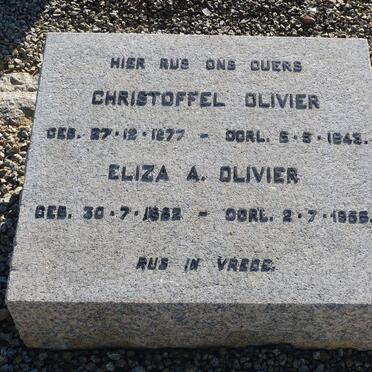 HIER RUS ONS OUERS
CHRISTOFFEL OLIVIER
GEB. 27-12-1877 - OORL. 5-5-1943.
ELIZA A. OLIVIER
GEB. 30-7-1882 - OORL. 2-7-1955.
RUS IN VREDE.